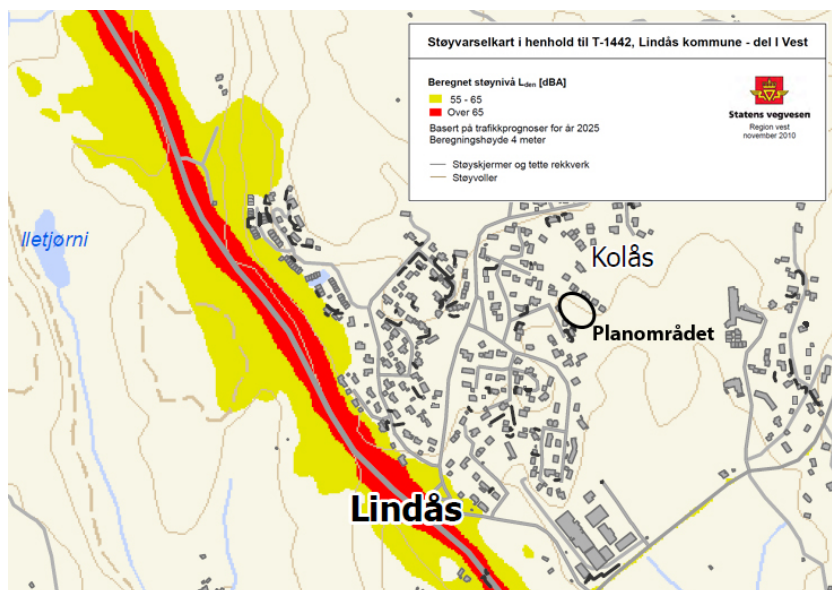 Støyvarselkart i henhold til T-1442, Lindås kommune - del I Vest
Beregnet støynivå Lden [dBA]
55 - 65
Over 65
Basert på trafikkprognoser for år 2025
Beregningshøyde 4 meter
Støyskjermer og tette rekkverk
Støyvoller
Statens vegvesen
Region vest
november 2010
Iletjørni
Kolås
Planområdet
Lindås